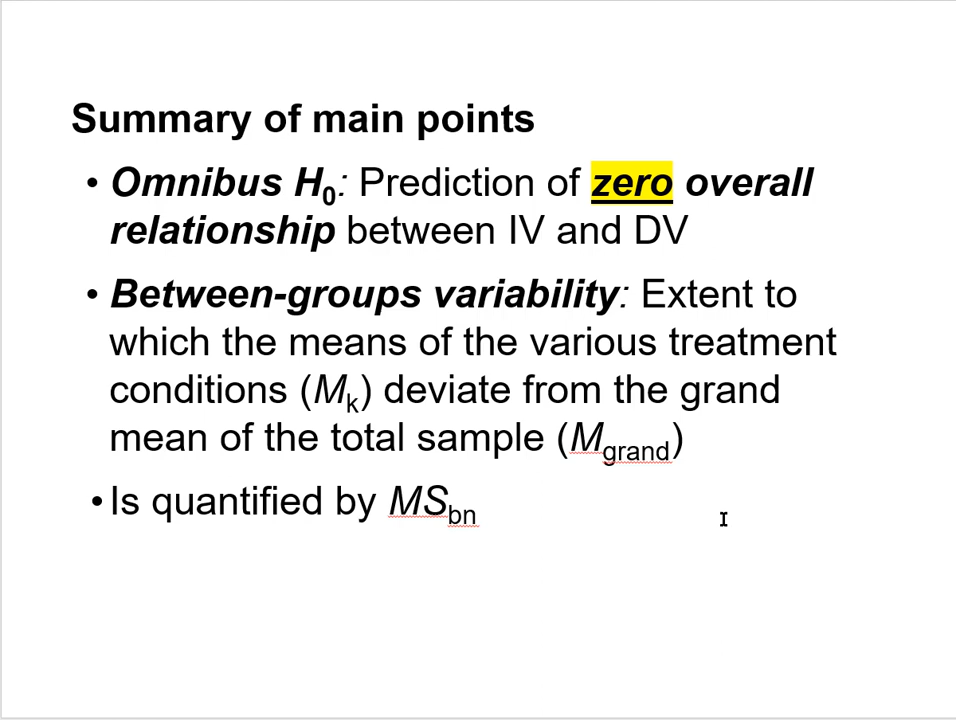 Summary of main points
• Omnibus H0: Prediction of zero overall
relationship between IV and DV
• Between-groups variability: Extent to
which the means of the various treatment
conditions (Mk) deviate from the grand
mean of the total sample (Mgrand)
• Is quantified by MSbn